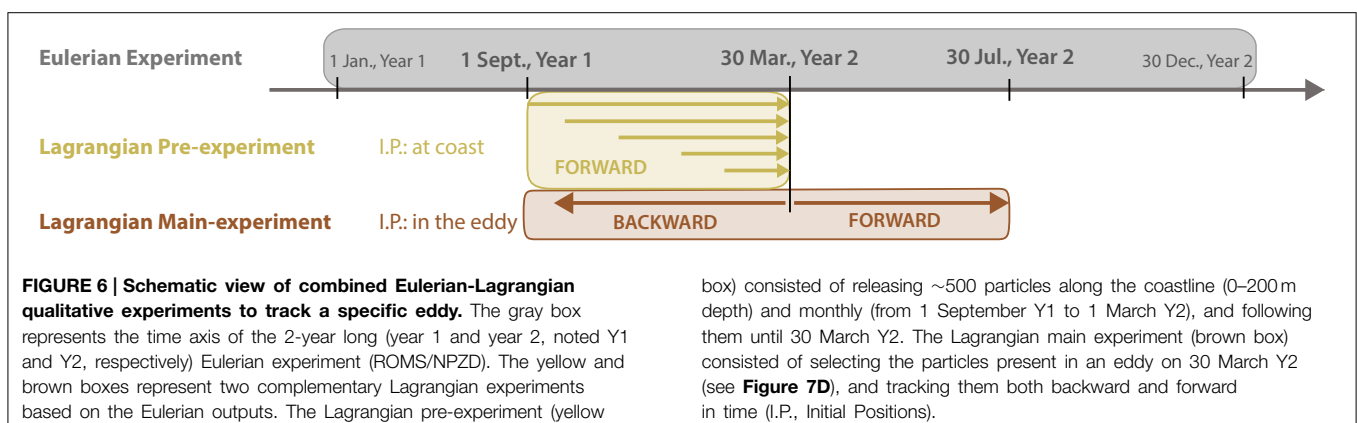 Eulerian Experiment
1 Jan., Year 1
1 Sept., Year 1
30 Mar., Year 2
30 Jul., Year 2
30 Dec., Year 2
Lagrangian Pre-experiment
I.P.: at coast
FORWARD
Lagrangian Main-experiment
I.P.: in the eddy
BACKWARD
FORWARD
FIGURE 6 | Schematic view of combined Eulerian-Lagrangian
qualitative experiments to track a specific eddy. The gray box
represents the time axis of the 2-year long (year 1 and year 2, noted Y1
and Y2, respectively) Eulerian experiment (ROMS/NPZD). The yellow and
brown boxes represent two complementary Lagrangian experiments
based on the Eulerian outputs. The Lagrangian pre-experiment (yellow
box) consisted of releasing ~500 particles along the coastline (0–200 m
depth) and monthly (from 1 September Y1 to 1 March Y2), and following
them until 30 March Y2. The Lagrangian main experiment (brown box)
consisted of selecting the particles present in an eddy on 30 March Y2
(see Figure 7D), and tracking them both backward and forward
in time (I.P., Initial Positions).